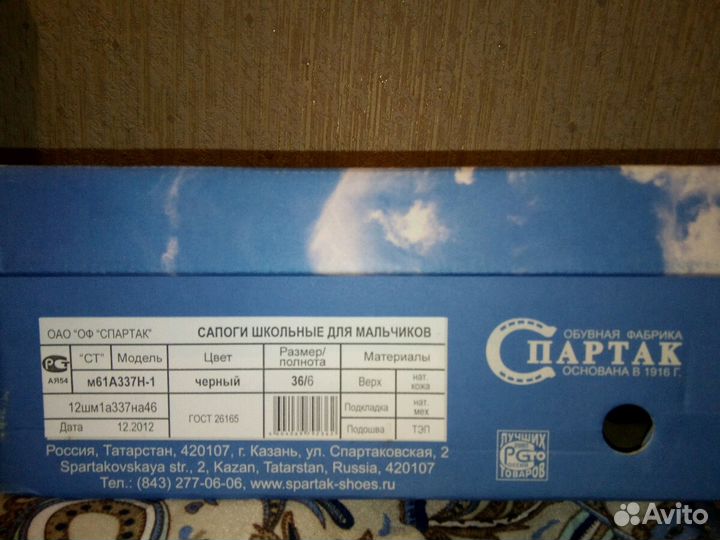 ОАО "ОФ "СПАРТАК"
САПОГИ ШКОЛЬНЫЕ ДЛЯ МАЛЬЧИКОВ
"СТ" Модель Цвет Размер/полнота Материалы
АЯ54 м61А337Н-1 черный 36/6 Верх нат. кожа
12шм1а337на46 ГОСТ 26165 Подкладка нат. мех
Дата 12.2012 Подошва ТЭП
Россия, Татарстан, 420107, г. Казань, ул. Спартаковская, 2
Spartakovskaya str., 2, Kazan, Tatarstan, Russia, 420107
Тел.: (843) 277-06-06, www.spartak-shoes.ru
ОБУВНАЯ ФАБРИКА
СПАРТАК
ОСНОВАНА В 1916 Г.
ЛУЧШИХ
ТОВАРОВ
Avito